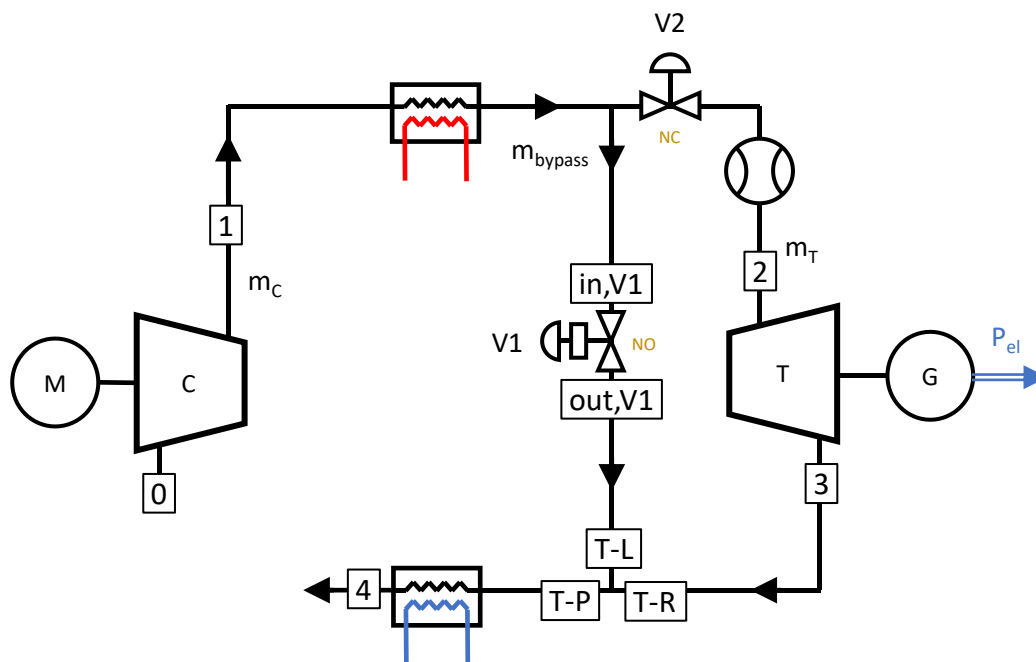 V2
NC
m_bypass
1
m_C
2
m_T
in,V1
V1
NO
out,V1
M
C
T
G
P_el
0
3
T-L
4
T-P
T-R